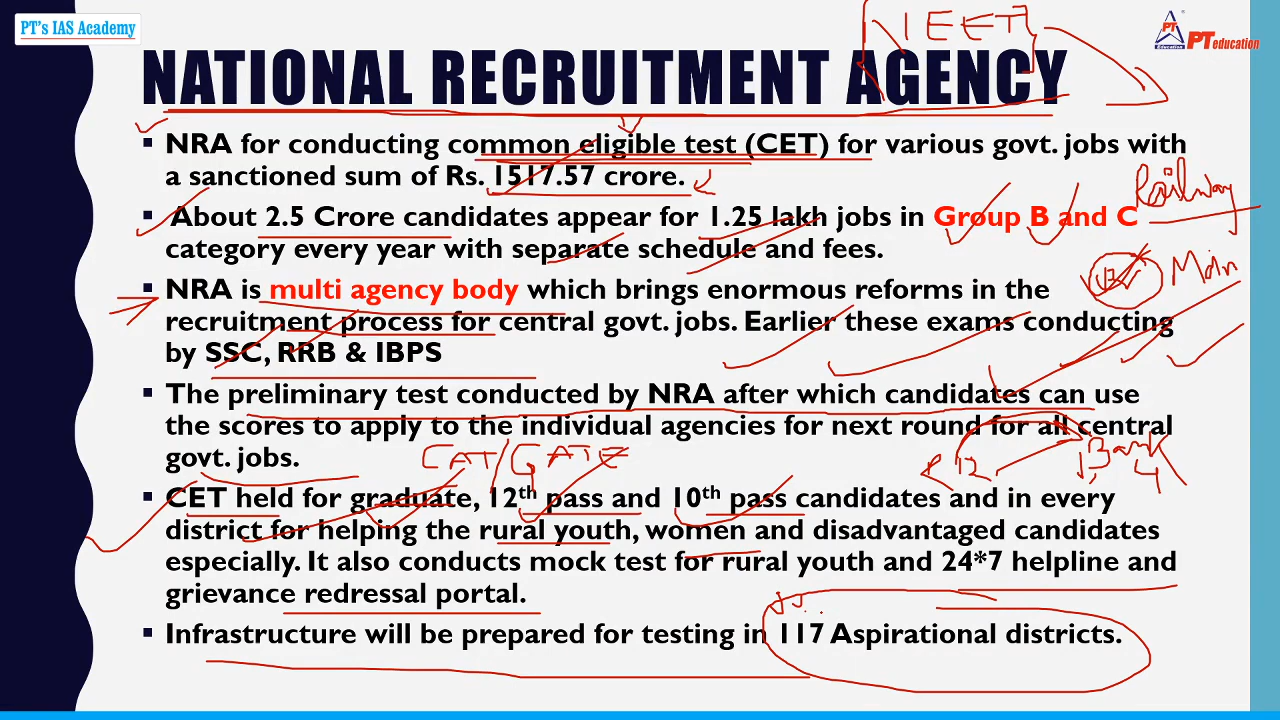 PT's IAS Academy
NEET
PT
Education
PT education
NATIONAL RECRUITMENT AGENCY
▪ NRA for conducting common eligible test (CET) for various govt. jobs with
a sanctioned sum of Rs. 1517.57 crore.
Railway
▪ About 2.5 Crore candidates appear for 1.25 lakh jobs in Group B and C
category every year with separate schedule and fees.
Main
▪ NRA is multi agency body which brings enormous reforms in the
recruitment process for central govt. jobs. Earlier these exams conducting
by SSC, RRB & IBPS
▪ The preliminary test conducted by NRA after which candidates can use
the scores to apply to the individual agencies for next round for all central
govt. jobs.
CAT/GATE
Bank
4
▪ CET held for graduate, 12th pass and 10th pass candidates and in every
district for helping the rural youth, women and disadvantaged candidates
especially. It also conducts mock test for rural youth and 24*7 helpline and
grievance redressal portal.
▪ Infrastructure will be prepared for testing in 117 Aspirational districts.